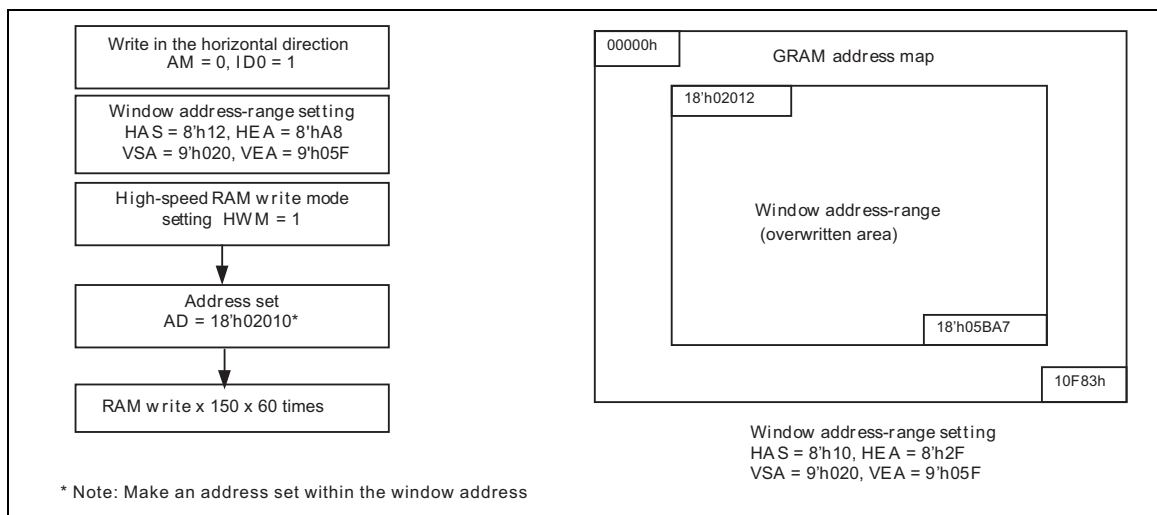 Write in the horizontal direction
AM = 0, ID0 = 1
Window address-range setting
HAS = 8'h12, HEA = 8'hA8
VSA = 9'h020, VEA = 9'h05F
High-speed RAM write mode
setting HWM = 1
Address set
AD = 18'h02010*
RAM write x 150 x 60 times
* Note: Make an address set within the window address
00000h
GRAM address map
18'h02012
Window address-range
(overwritten area)
18'h05BA7
10F83h
Window address-range setting
HAS = 8'h10, HEA = 8'h2F
VSA = 9'h020, VEA = 9'h05F